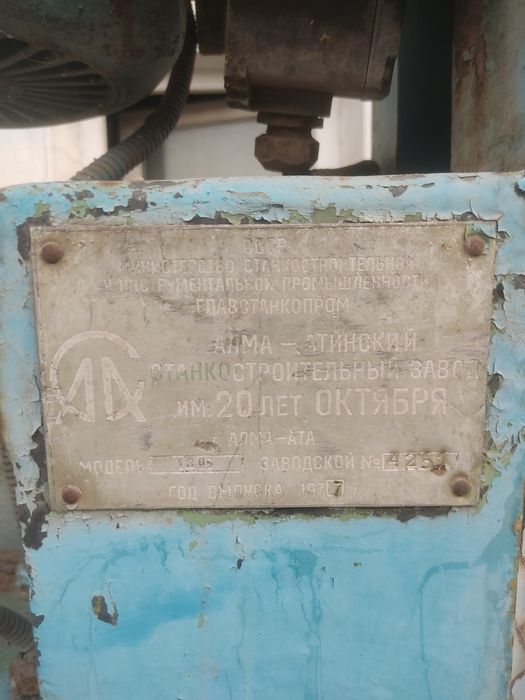 СССР
МИНИСТЕРСТВО СТАНКОСТРОИТЕЛЬНОЙ
И ИНСТРУМЕНТАЛЬНОЙ ПРОМЫШЛЕННОСТИ
ГЛАВСТАНКОПРОМ
АЛМА-АТИНСКИЙ
СТАНКОСТРОИТЕЛЬНЫЙ ЗАВОД
ИМ. 20 ЛЕТ ОКТЯБРЯ
г. АЛМА-АТА
МОДЕЛЬ ЗАВОДСКОЙ №
ГОД ВЫПУСКА 1977 г.